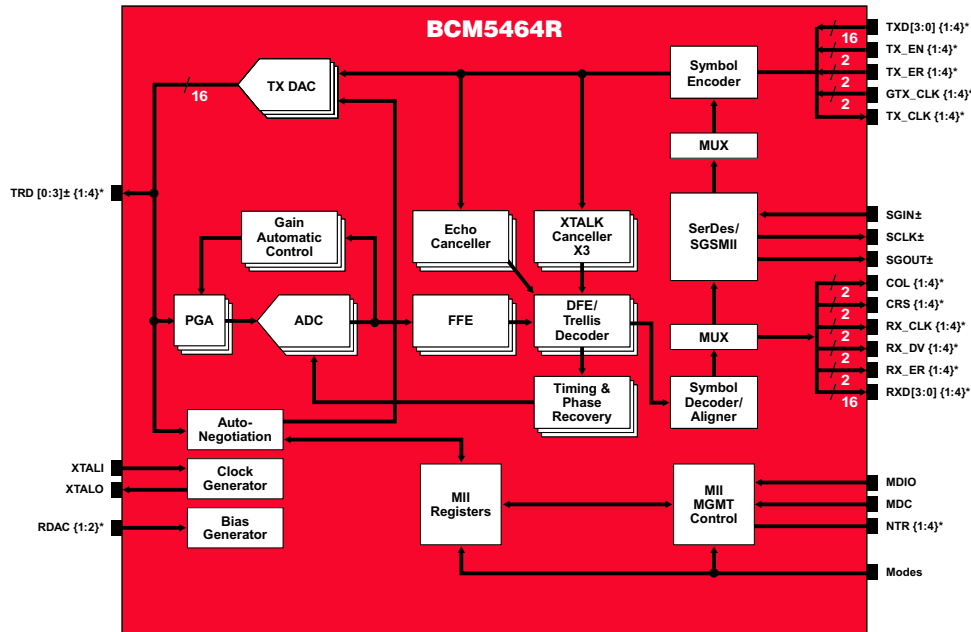 BCM5464R
TXD[3:0] {1:4}*
16
TX_EN {1:4}*
2
TX_ER {1:4}*
2
GTX_CLK {1:4}*
2
TX_CLK {1:4}*
TX DAC
16
Symbol
Encoder
MUX
TRD [0:3]± {1:4}*
Gain
Automatic
Control
Echo
Canceller
XTALK
Canceller
X3
SerDes/
SGSMII
SGIN±
SCLK±
SGOUT±
PGA
ADC
FFE
DFE/
Trellis
Decoder
MUX
COL {1:4}*
2
CRS {1:4}*
2
RX_CLK {1:4}*
2
RX_DV {1:4}*
2
RX_ER {1:4}*
2
RXD[3:0] {1:4}*
16
Timing &
Phase
Recovery
Symbol
Decoder/
Aligner
Auto-
Negotiation
XTALI
XTALO
Clock
Generator
RDAC {1:2}*
Bias
Generator
MII
Registers
MII
MGMT
Control
MDIO
MDC
NTR {1:4}*
Modes